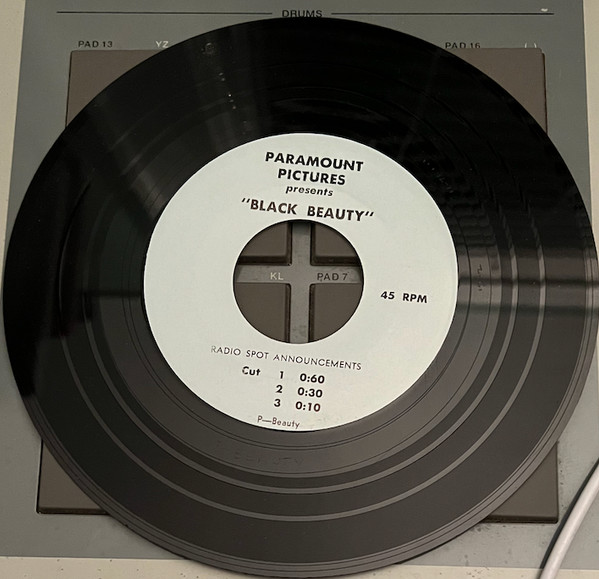 DRUMS
PAD 13 YZ PAD 16
PARAMOUNT
PICTURES
presents
"BLACK BEAUTY"
KL PAD 7
45 RPM
RADIO SPOT ANNOUNCEMENTS
Cut 1 0:60
2 0:30
3 0:10
P—Beauty